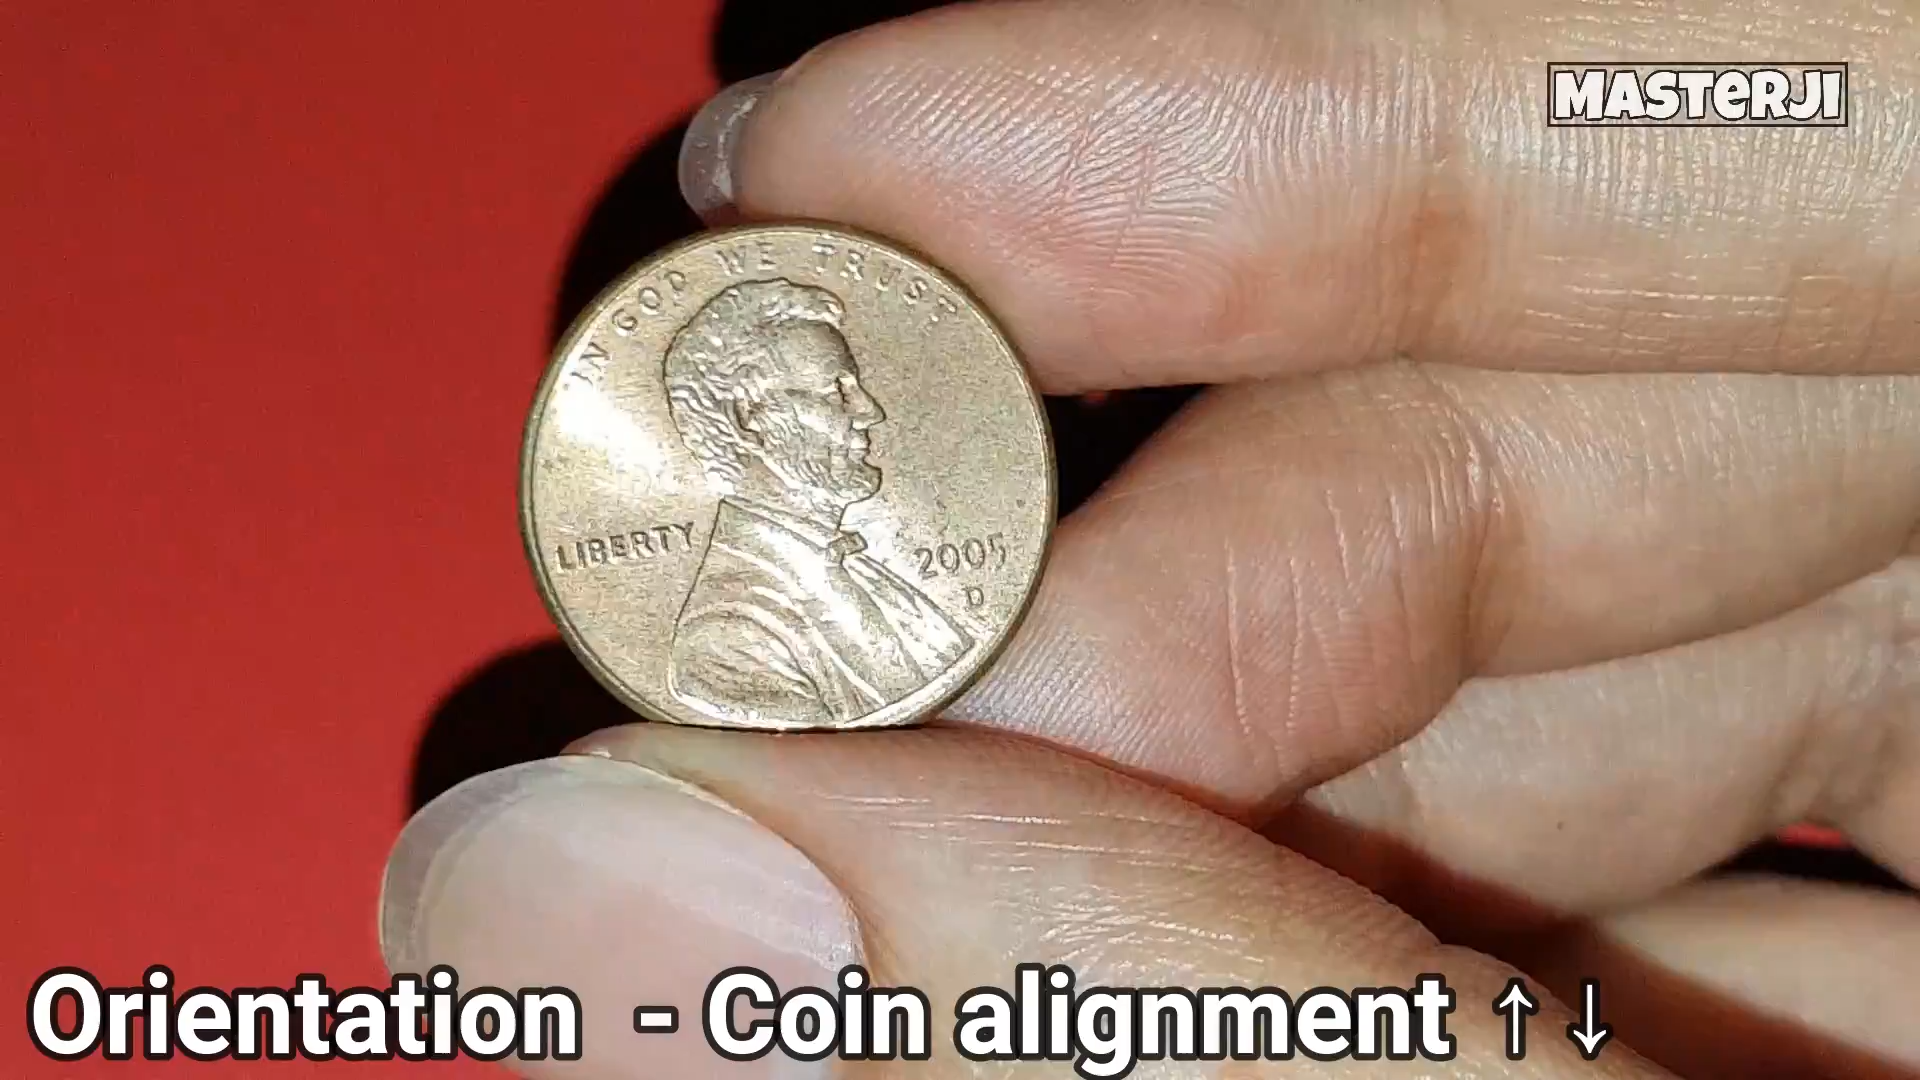 MASTERJI
IN GOD WE TRUST
LIBERTY
2005
D
Orientation - Coin alignment ↑↓